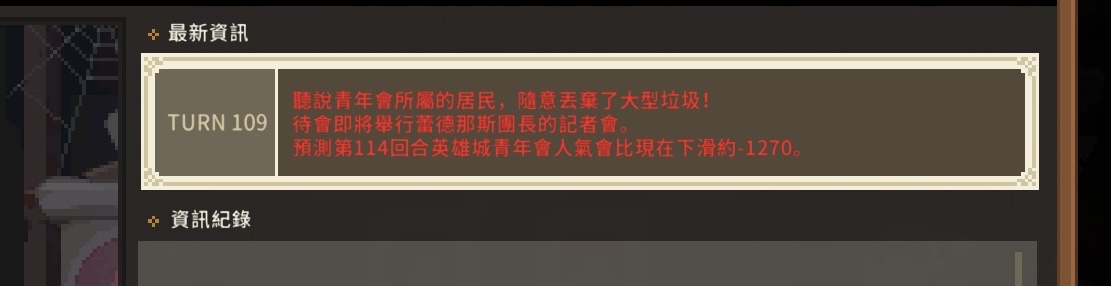 最新資訊
TURN 109
聽說青年會所屬的居民，隨意丟棄了大型垃圾！
待會即將舉行蕾德那斯團長的記者會。
預測第114回合英雄城青年會人氣會比現在下滑約-1270。
資訊紀錄